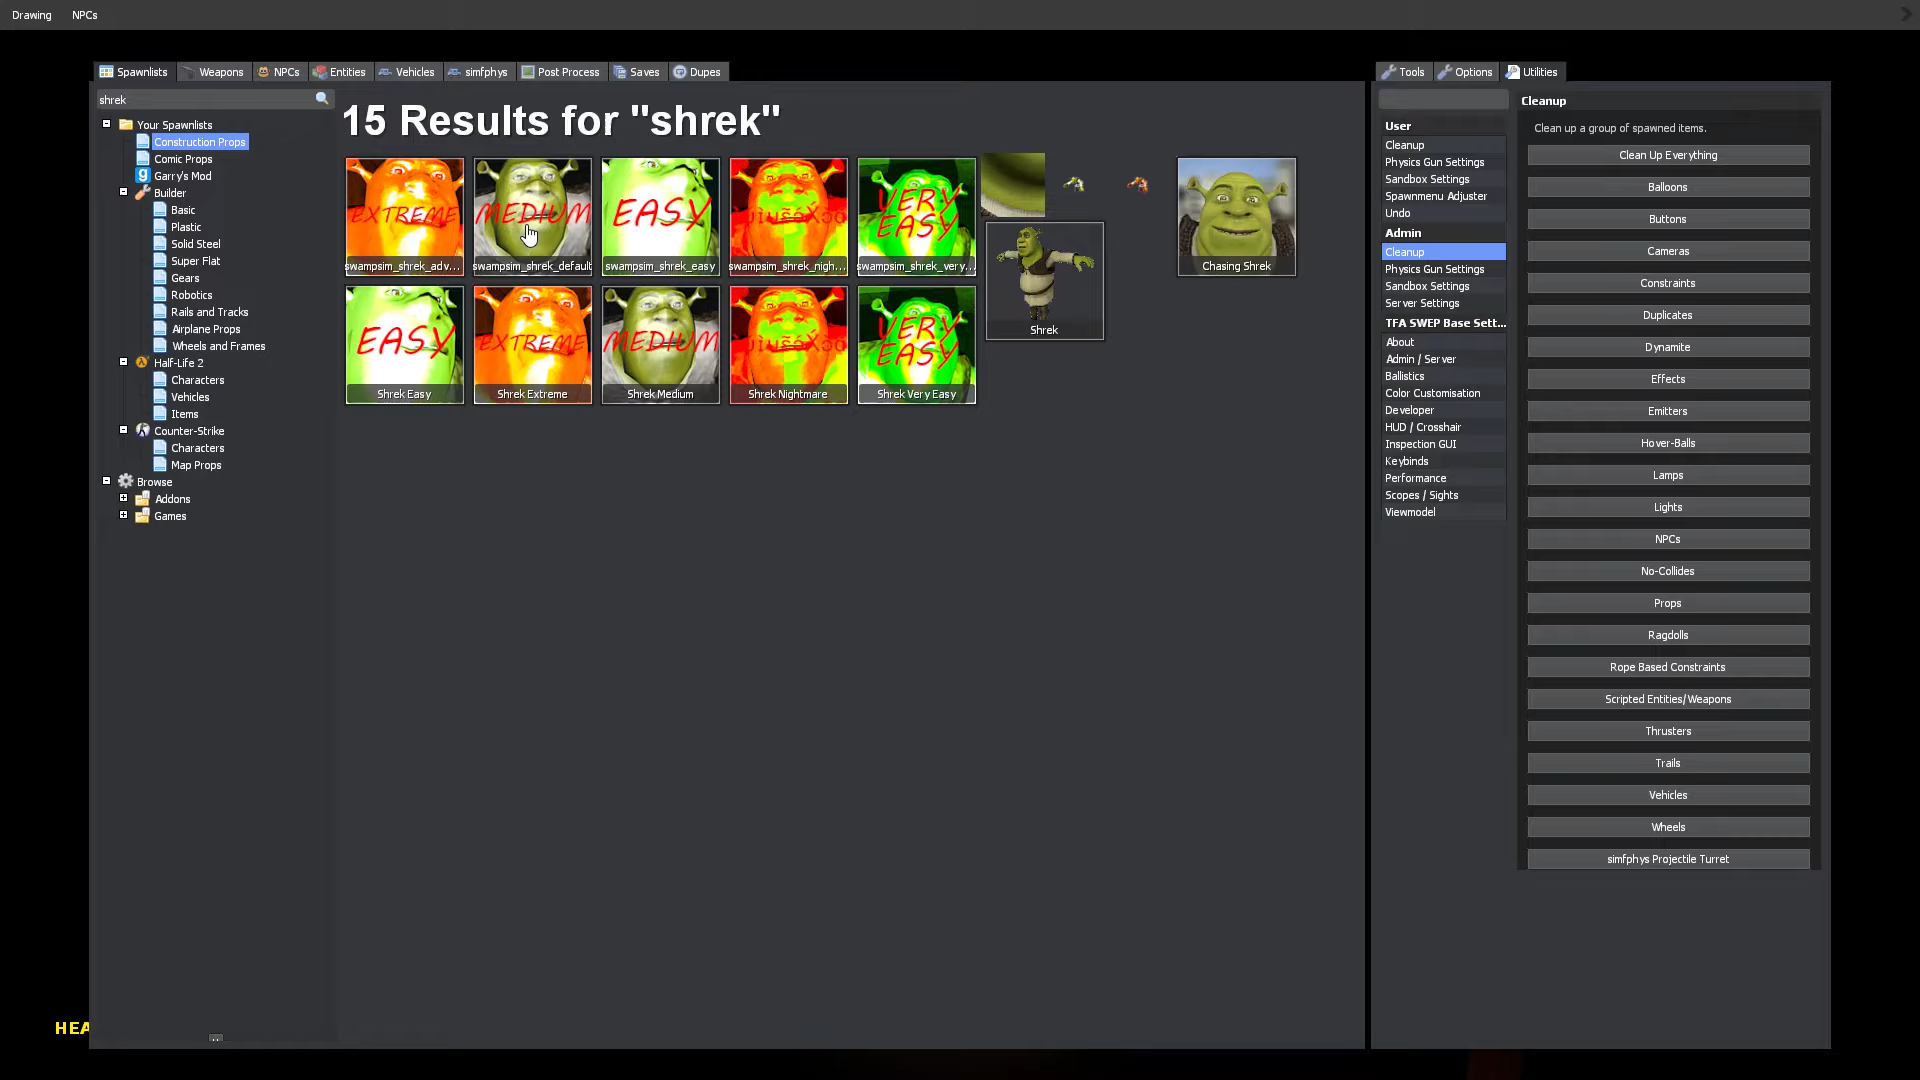 Drawing NPCs
Spawnlists Weapons NPCs Entities Vehicles simfphys Post Process Saves Dupes
shrek
Your Spawnlists
Construction Props
Comic Props
Garry's Mod
Builder
Basic
Plastic
Solid Steel
Super Flat
Gears
Robotics
Rails and Tracks
Airplane Props
Wheels and Frames
Half-Life 2
Characters
Vehicles
Items
Counter-Strike
Characters
Map Props
Browse
Addons
Games
15 Results for "shrek"
EXTREME
swampsim_shrek_adv...
MEDIUM
swampsim_shrek_default
EASY
swampsim_shrek_easy
swampsim_shrek_nigh...
VERY
EASY
swampsim_shrek_very...
Shrek
Chasing Shrek
EASY
Shrek Easy
EXTREME
Shrek Extreme
MEDIUM
Shrek Medium
Shrek Nightmare
VERY
EASY
Shrek Very Easy
Tools Options Utilities
User
Cleanup
Physics Gun Settings
Sandbox Settings
Spawnmenu Adjuster
Undo
Admin
Cleanup
Physics Gun Settings
Sandbox Settings
Server Settings
TFA SWEP Base Sett...
About
Admin / Server
Ballistics
Color Customisation
Developer
HUD / Crosshair
Inspection GUI
Keybinds
Performance
Scopes / Sights
Viewmodel
Cleanup
Clean up a group of spawned items.
Clean Up Everything
Balloons
Buttons
Cameras
Constraints
Duplicates
Dynamite
Effects
Emitters
Hover-Balls
Lamps
Lights
NPCs
No-Collides
Props
Ragdolls
Rope Based Constraints
Scripted Entities/Weapons
Thrusters
Trails
Vehicles
Wheels
simfphys Projectile Turret
HEA